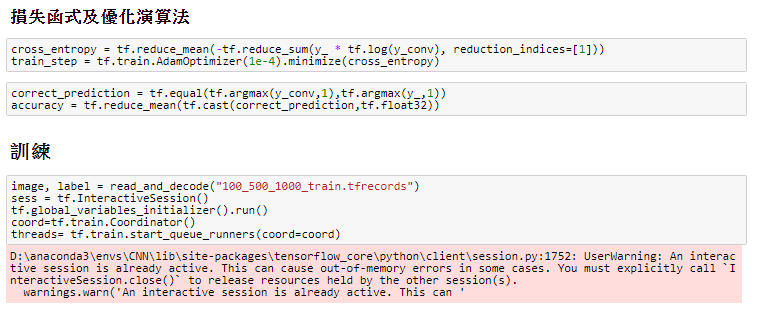 損失函式及優化演算法
cross_entropy = tf.reduce_mean(-tf.reduce_sum(y_ * tf.log(y_conv), reduction_indices=[1]))
train_step = tf.train.AdamOptimizer(1e-4).minimize(cross_entropy)
correct_prediction = tf.equal(tf.argmax(y_conv,1),tf.argmax(y_,1))
accuracy = tf.reduce_mean(tf.cast(correct_prediction,tf.float32))
訓練
image, label = read_and_decode("100_500_1000_train.tfrecords")
sess = tf.InteractiveSession()
tf.global_variables_initializer().run()
coord=tf.train.Coordinator()
threads= tf.train.start_queue_runners(coord=coord)
D:\anaconda3\envs\CNN\lib\site-packages\tensorflow_core\python\client\session.py:1752: UserWarning: An interac
tive session is already active. This can cause out-of-memory errors in some cases. You must explicitly call `I
nteractiveSession.close()` to release resources held by the other session(s).
  warnings.warn('An interactive session is already active. This can '